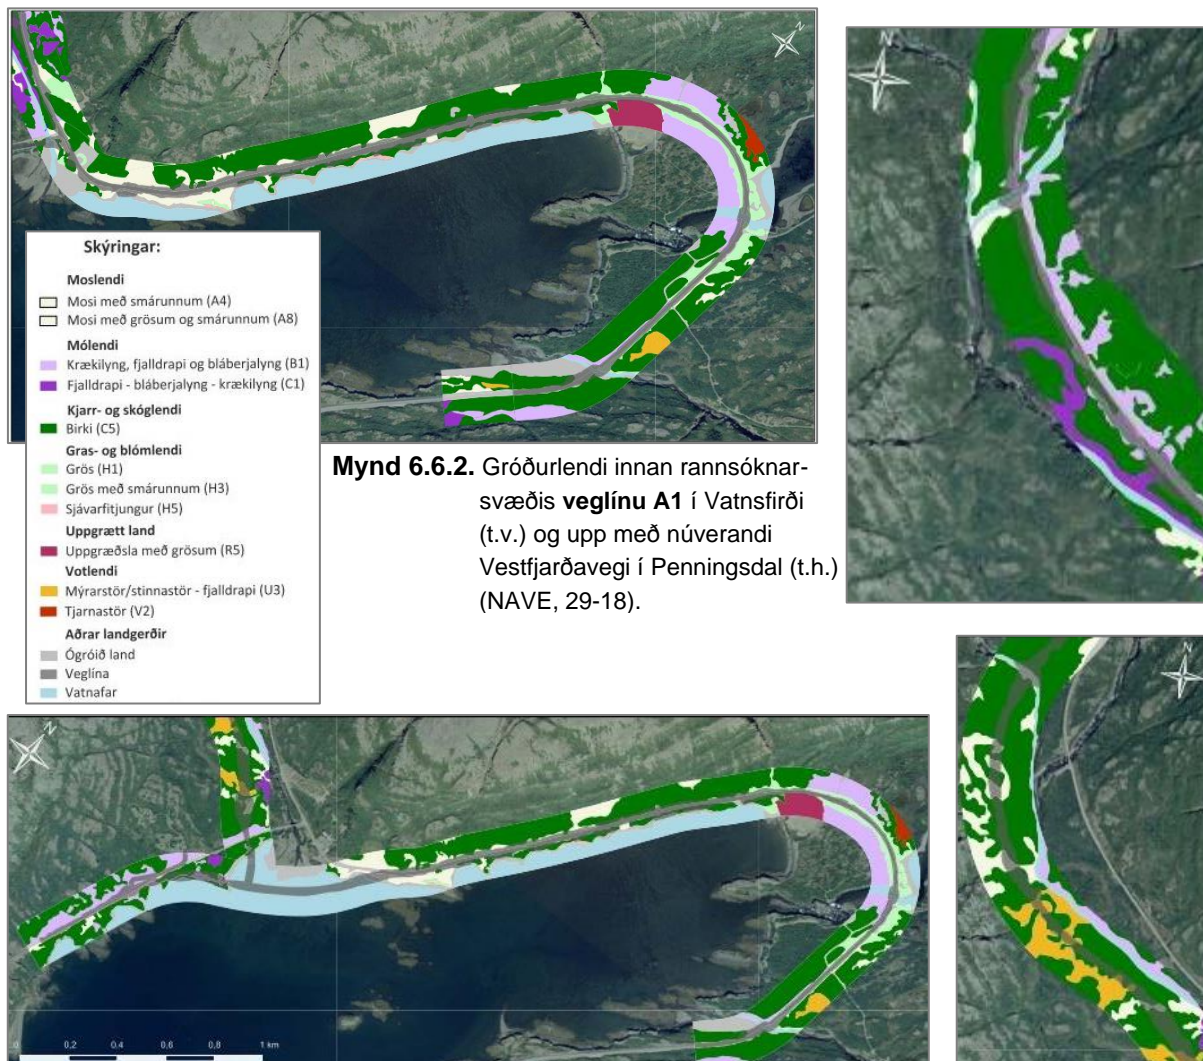 N
N
Skýringar:
Moslendi
Mosi með smárunnum (A4)
Mosi með grösum og smárunnum (A8)
Mólendi
Krækilyng, fjalldrapi og bláberjalyng (B1)
Fjalldrapi - bláberjalyng - krækilyng (C1)
Kjarr- og skóglendi
Birki (C5)
Gras- og blómlendi
Grös (H1)
Grös með smárunnum (H3)
Sjávarfitjungur (H5)
Uppgrætt land
Uppgræðsla með grösum (R5)
Votlendi
Mýrarstör/stinnastör - fjalldrapi (U3)
Tjarnastör (V2)
Aðrar landgerðir
Ógróið land
Veglína
Vatnafar
Mynd 6.6.2. Gróðurlendi innan rannsóknar-
svæðis veglínu A1 í Vatnsfirði
(t.v.) og upp með núverandi
Vestfjarðavegi í Penningsdal (t.h.)
(NAVE, 29-18).
N
N
0 0,2 0,4 0,6 0,8 1 km